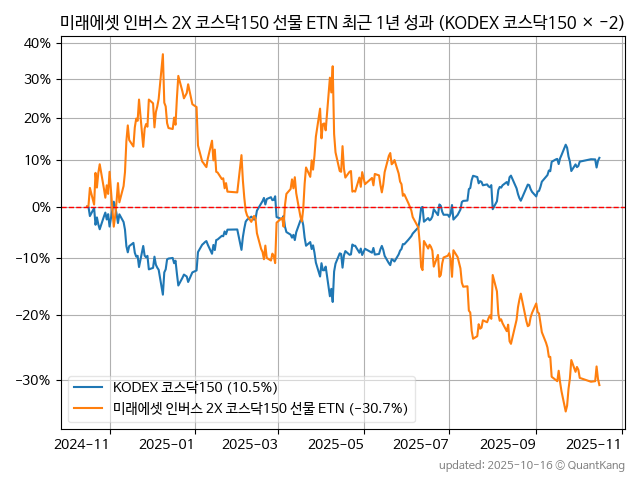 미래에셋 인버스 2X 코스닥150 선물 ETN 최근 1년 성과 (KODEX 코스닥150 × −2)
40%
30%
20%
10%
0%
−10%
−20%
−30%
KODEX 코스닥150 (10.5%)
미래에셋 인버스 2X 코스닥150 선물 ETN (−30.7%)
2024-11 2025-01 2025-03 2025-05 2025-07 2025-09 2025-11
updated: 2025-10-16 © QuantKang